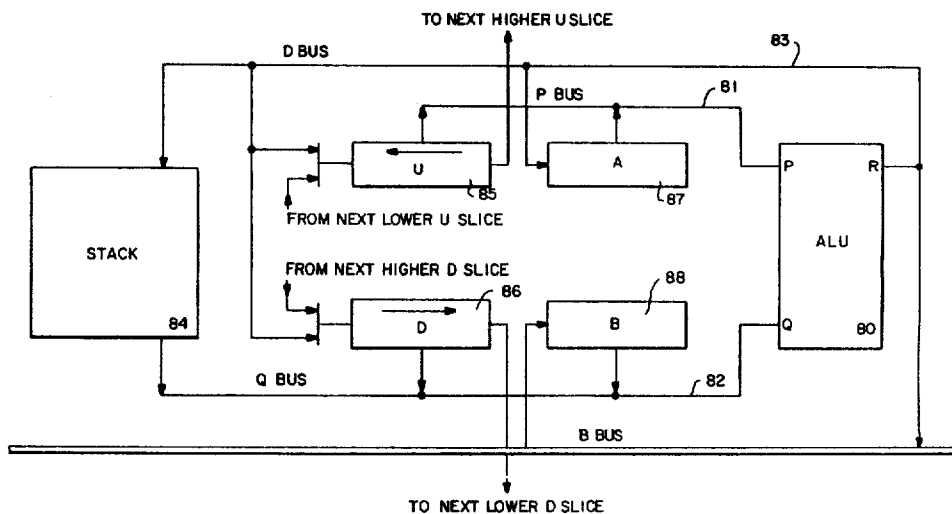 TO NEXT HIGHER U SLICE
D BUS
83
P BUS
81
U
85
A
87
P
R
ALU
80
Q
FROM NEXT LOWER U SLICE
STACK
84
FROM NEXT HIGHER D SLICE
86
D
88
B
Q BUS
82
B BUS
TO NEXT LOWER D SLICE